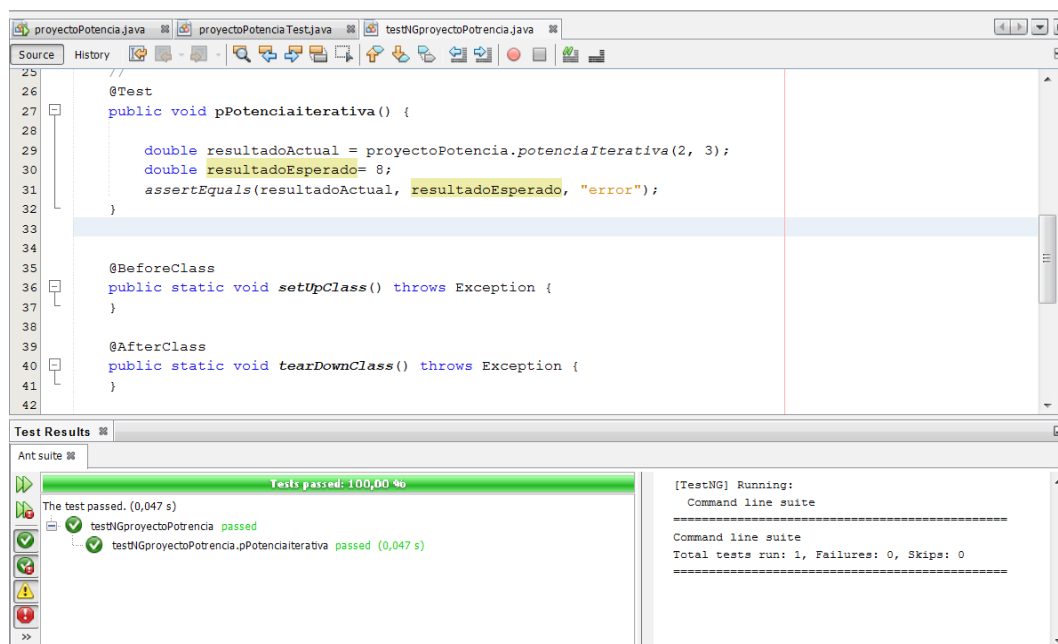 proyectoPotencia.java proyectoPotenciaTest.java testNGproyectoPotrencia.java
Source History
25 //
26 @Test
27 public void pPotenciaiterativa() {
28
29 double resultadoActual = proyectoPotencia.potenciaIterativa(2, 3);
30 double resultadoEsperado= 8;
31 assertEquals(resultadoActual, resultadoEsperado, "error");
32 }
33
34
35 @BeforeClass
36 public static void setUpClass() throws Exception {
37 }
38
39 @AfterClass
40 public static void tearDownClass() throws Exception {
41 }
42
Test Results
Ant suite
Tests passed: 100,00 %
The test passed. (0,047 s)
testNGproyectoPotrencia passed
testNGproyectoPotrencia.pPotenciaiterativa passed (0,047 s)
[TestNG] Running:
Command line suite
===============================================
Command line suite
Total tests run: 1, Failures: 0, Skips: 0
===============================================